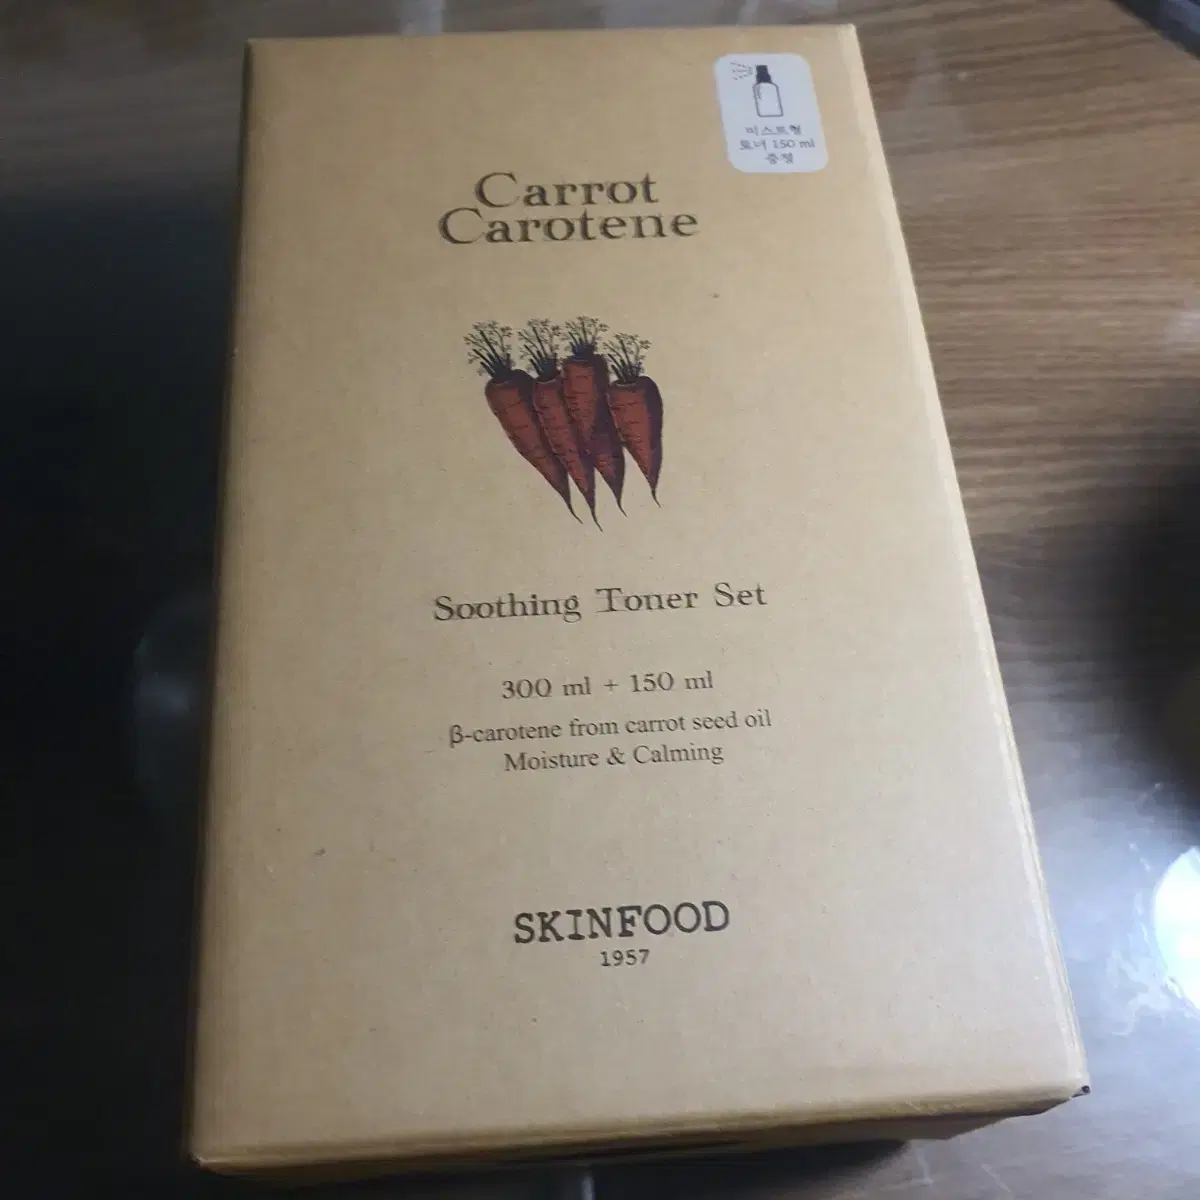 미스트형
토너 150 ml
증정
Carrot
Carotene
Soothing Toner Set
300 ml + 150 ml
β-carotene from carrot seed oil
Moisture & Calming
SKINFOOD
1957